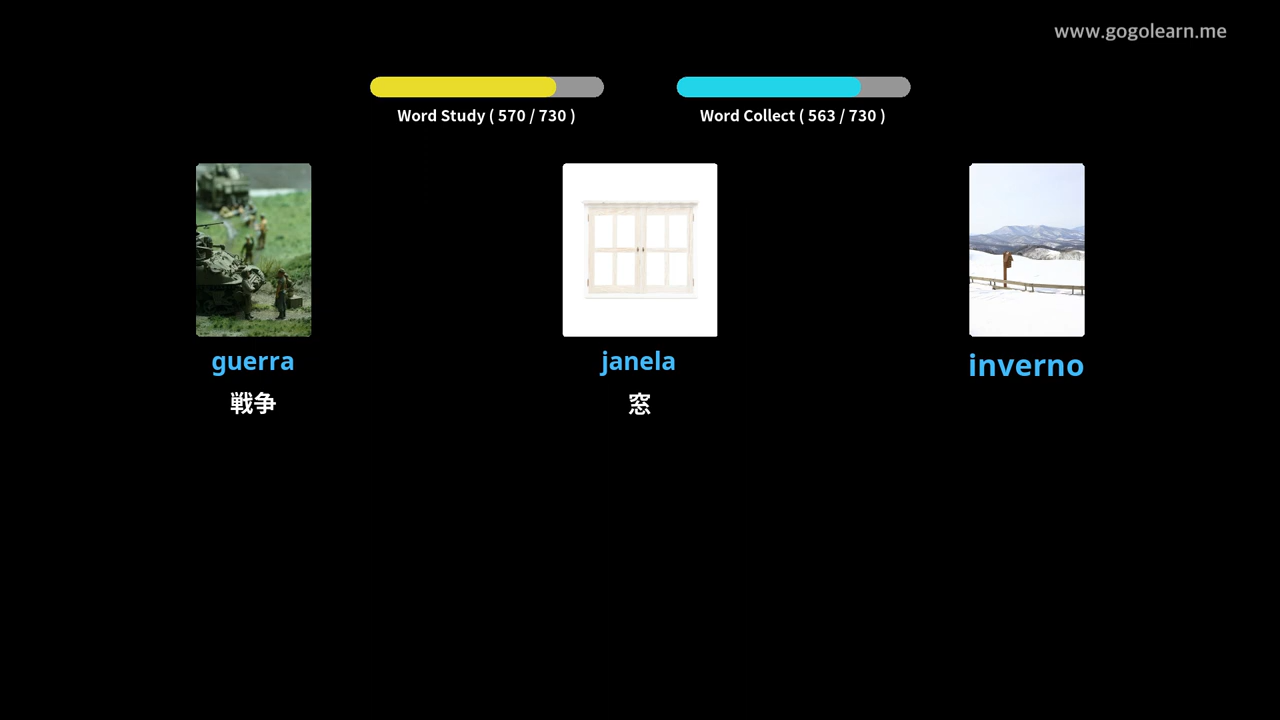 www.gogolearn.me
Word Study ( 570 / 730 )
Word Collect ( 563 / 730 )
guerra
janela
inverno
戦争
窓